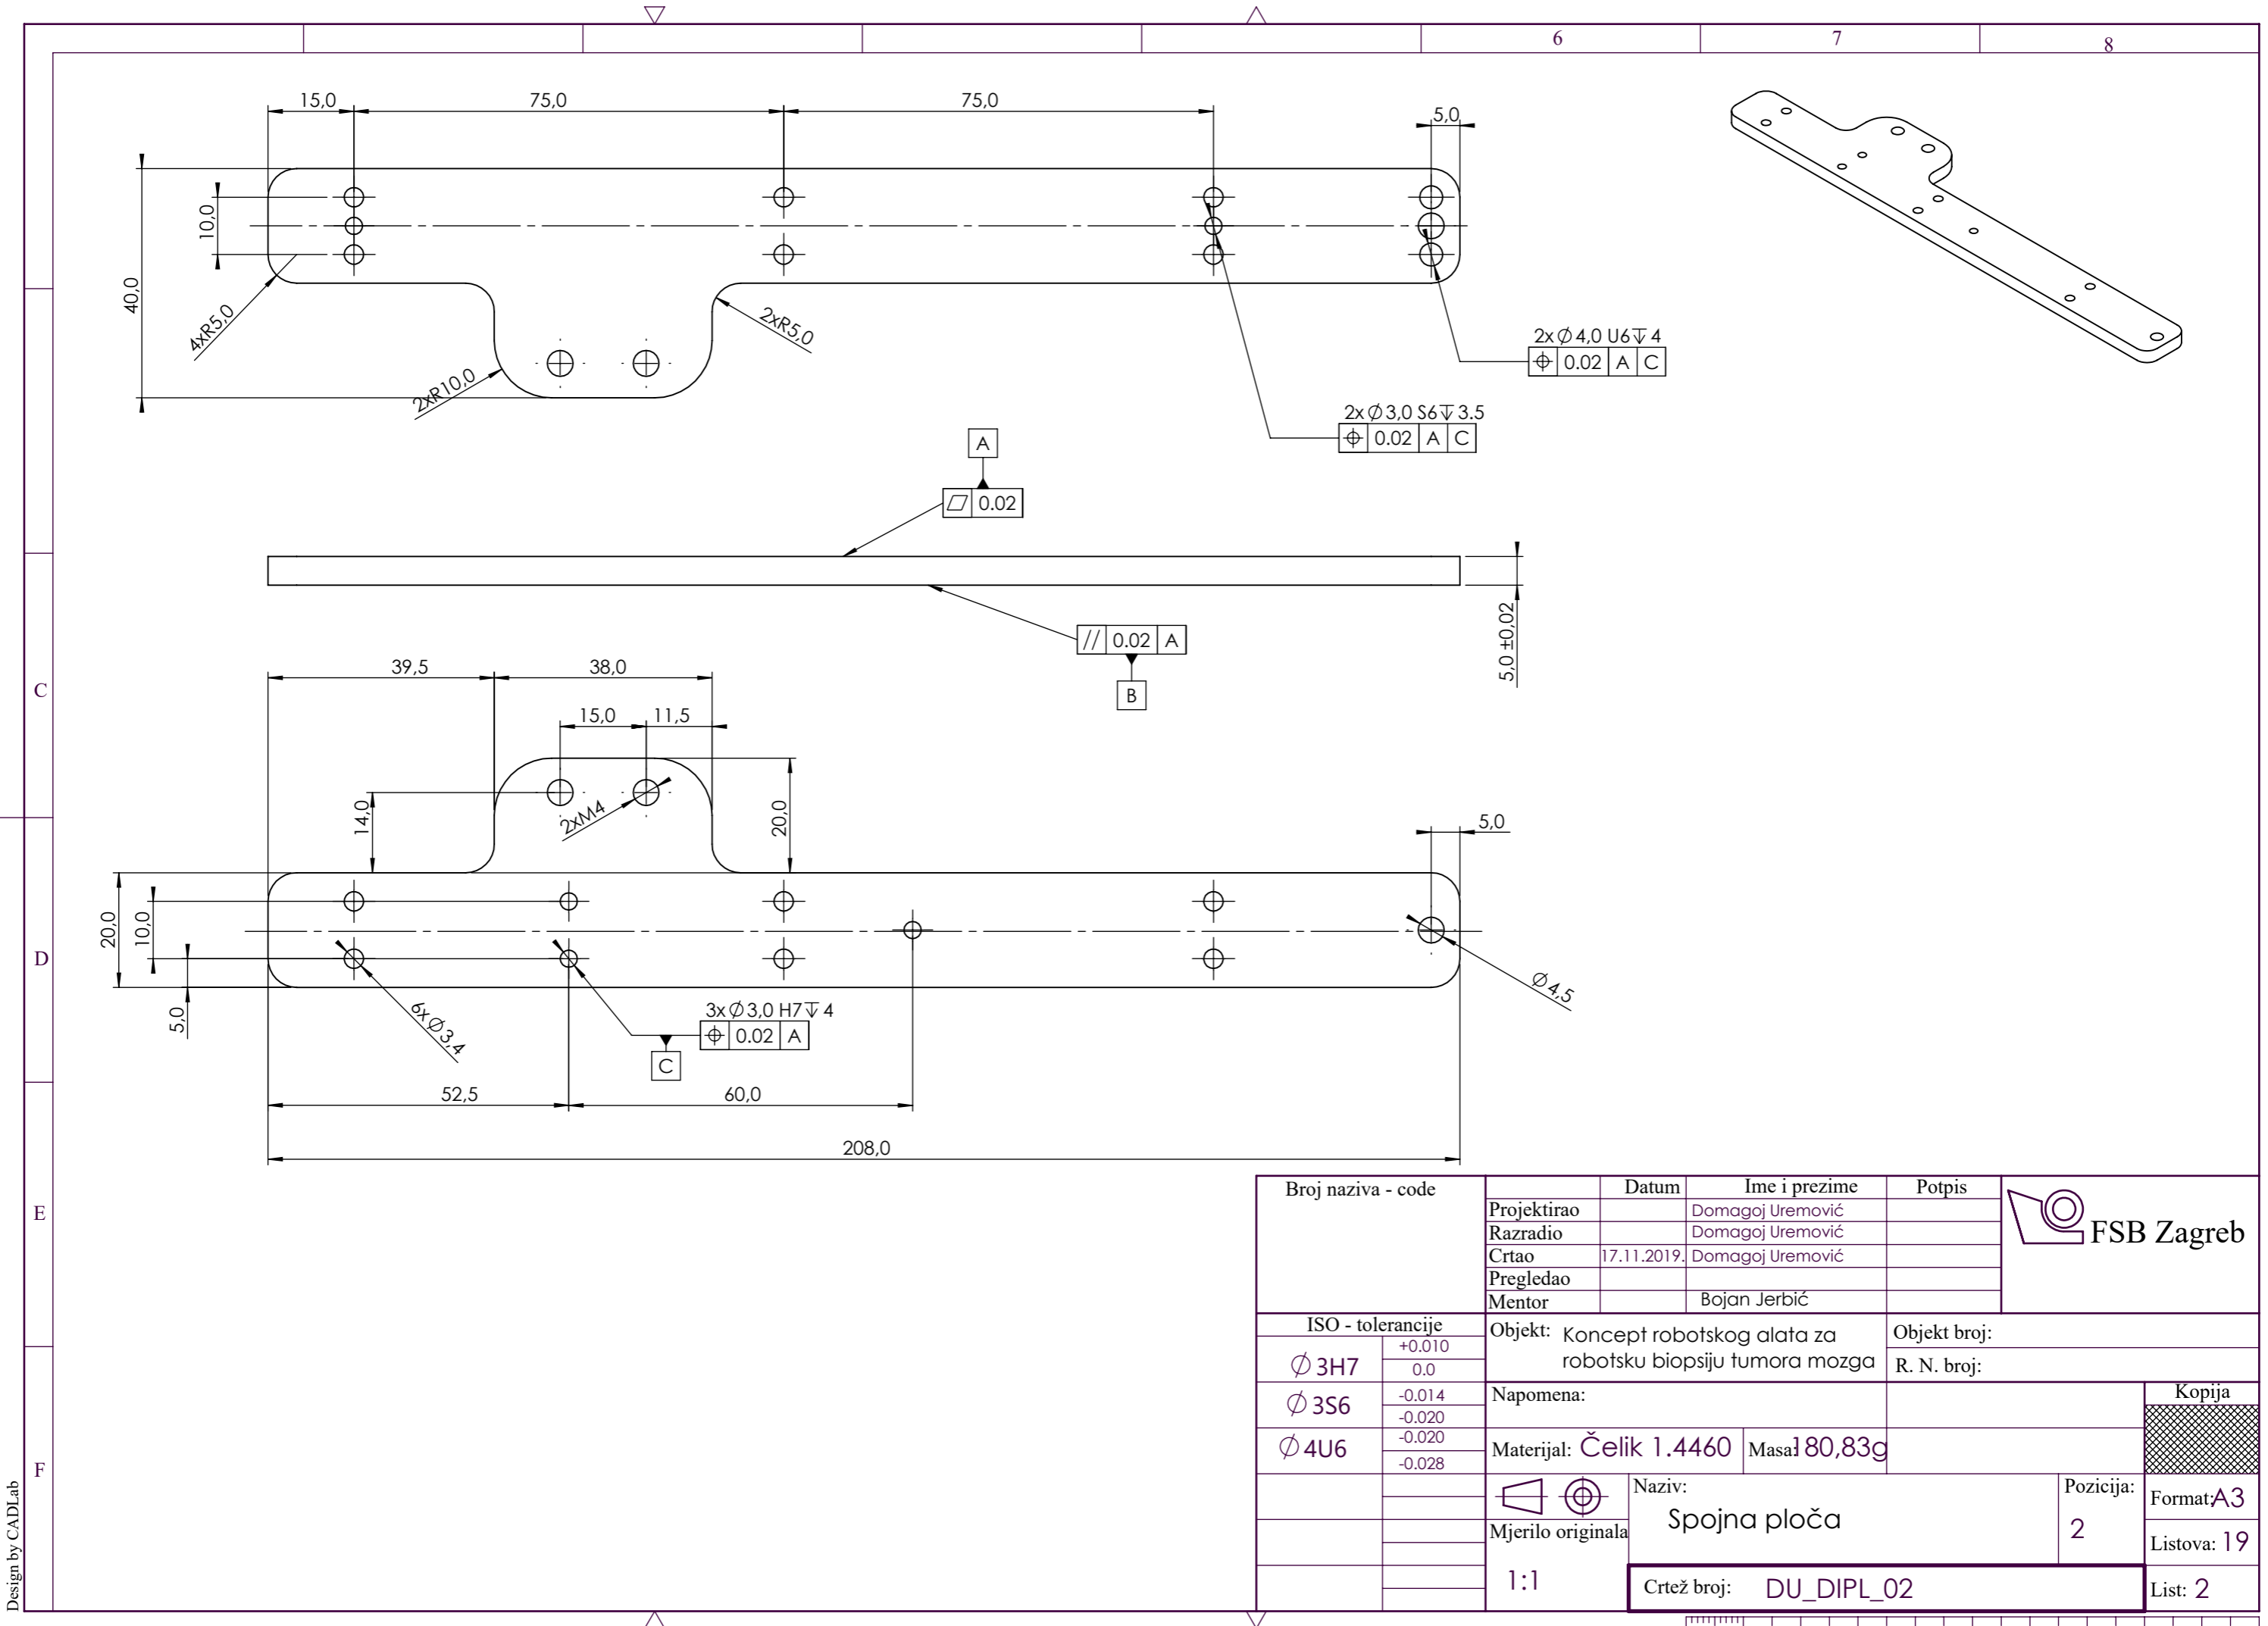 6 7 8
15,0 75,0 75,0 5,0
10,0
40,0
4xR5,0
2xR10,0
2xR5,0
2x∅4,0 U6↧4
⌖ 0.02 A C
2x∅3,0 S6↧3.5
⌖ 0.02 A C
A
⏥ 0.02
// 0.02 A
B
5,0 ±0,02
C
39,5 38,0
15,0 11,5
14,0
2xM4
20,0
5,0
20,0
10,0
5,0
D
6x∅3,4
3x∅3,0 H7↧4
⌖ 0.02 A
C
∅4,5
52,5 60,0
208,0
E
F
Design by CADLab
Broj naziva - code
Datum Ime i prezime Potpis
Projektirao Domagoj Uremović
Razradio Domagoj Uremović
Crtao 17.11.2019. Domagoj Uremović
Pregledao
Mentor Bojan Jerbić
FSB Zagreb
ISO - tolerancije
∅3H7 +0.010
0.0
∅3S6 -0.014
-0.020
∅4U6 -0.020
-0.028
Objekt: Koncept robotskog alata za
robotsku biopsiju tumora mozga
Objekt broj:
R. N. broj:
Napomena:
Kopija
Materijal: Čelik 1.4460 Masa:180,83g
Naziv:
Spojna ploča
Pozicija:
2
Format:A3
Mjerilo originala
1:1
Listova: 19
Crtež broj: DU_DIPL_02
List: 2